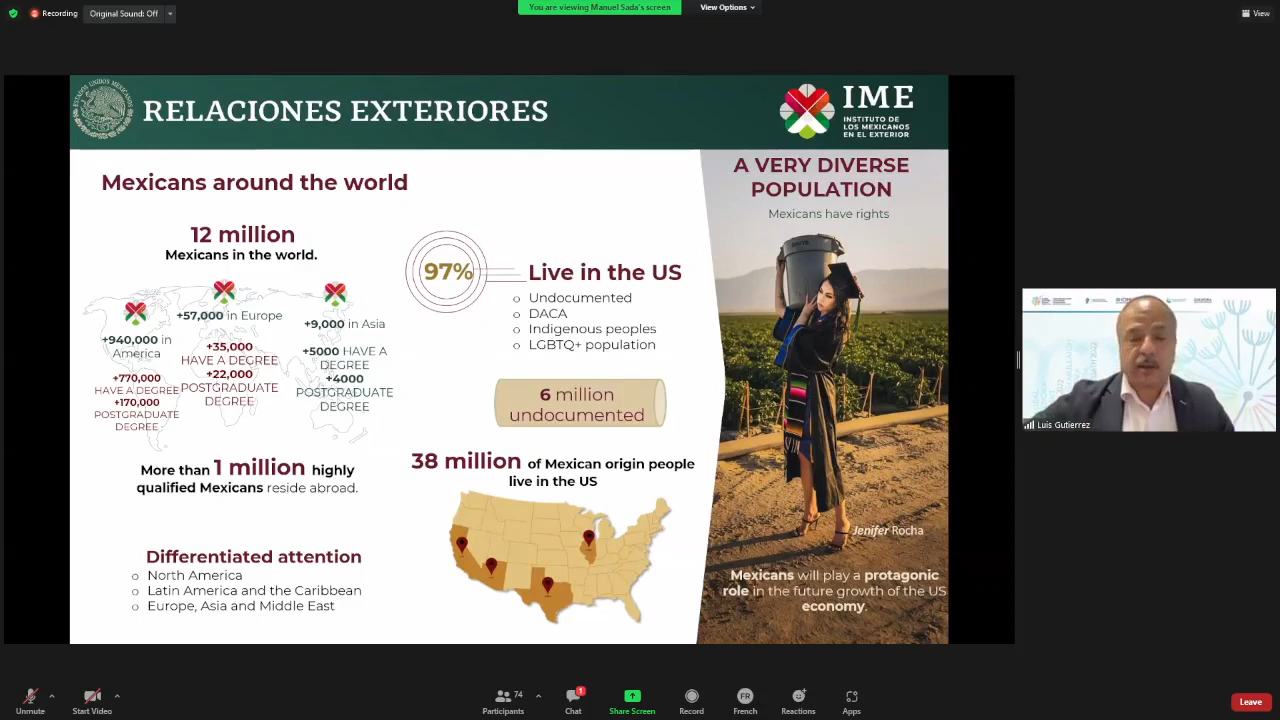 Recording
Original Sound: Off
You are viewing Manuel Sada's screen
View Options
View
ESTADOS UNIDOS MEXICANOS
RELACIONES EXTERIORES
IME
INSTITUTO DE
LOS MEXICANOS
EN EL EXTERIOR
Mexicans around the world
12 million
Mexicans in the world.
+940,000 in
America
+770,000
HAVE A DEGREE
+170,000
POSTGRADUATE
DEGREE
+57,000 in Europe
+35,000
HAVE A DEGREE
+22,000
POSTGRADUATE
DEGREE
+9,000 in Asia
+5000 HAVE A
DEGREE
+4000
POSTGRADUATE
DEGREE
More than 1 million highly
qualified Mexicans reside abroad.
Differentiated attention
o North America
o Latin America and the Caribbean
o Europe, Asia and Middle East
97%
Live in the US
o Undocumented
o DACA
o Indigenous peoples
o LGBTQ+ population
6 million
undocumented
38 million of Mexican origin people
live in the US
A VERY DIVERSE
POPULATION
Mexicans have rights
Jenifer Rocha
Mexicans will play a protagonic
role in the future growth of the US
economy.
Luis Gutierrez
Unmute
Start Video
74
Participants
1
Chat
Share Screen
Record
FR
French
Reactions
Apps
Leave